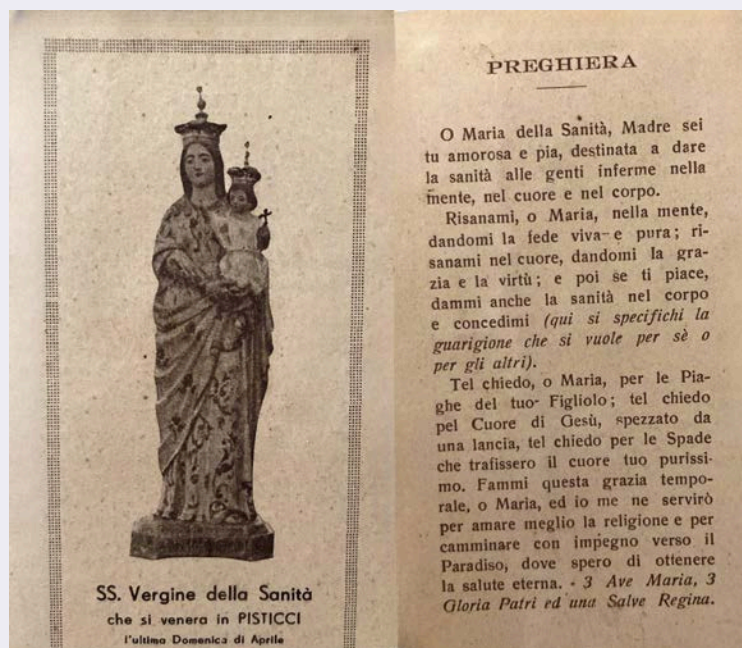 SS. Vergine della Sanità
che si venera in PISTICCI
l'ultima Domenica di Aprile
PREGHIERA
O Maria della Sanità, Madre sei
tu amorosa e pia, destinata a dare
la sanità alle genti inferme nella
mente, nel cuore e nel corpo.
Risanami, o Maria, nella mente,
dandomi la fede viva e pura; ri-
sanami nel cuore, dandomi la gra-
zia e la virtù; e poi se ti piace,
dammi anche la sanità nel corpo
e concedimi (qui si specifichi la
guarigione che si vuole per sè o
per gli altri).
Tel chiedo, o Maria, per le Pia-
ghe del tuo Figliolo; tel chiedo
pel Cuore di Gesù, spezzato da
una lancia, tel chiedo per le Spade
che trafissero il cuore tuo purissi-
mo. Fammi questa grazia tempo-
rale, o Maria, ed io me ne servirò
per amare meglio la religione e per
camminare con impegno verso il
Paradiso, dove spero di ottenere
la salute eterna. - 3 Ave Maria, 3
Gloria Patri ed una Salve Regina.